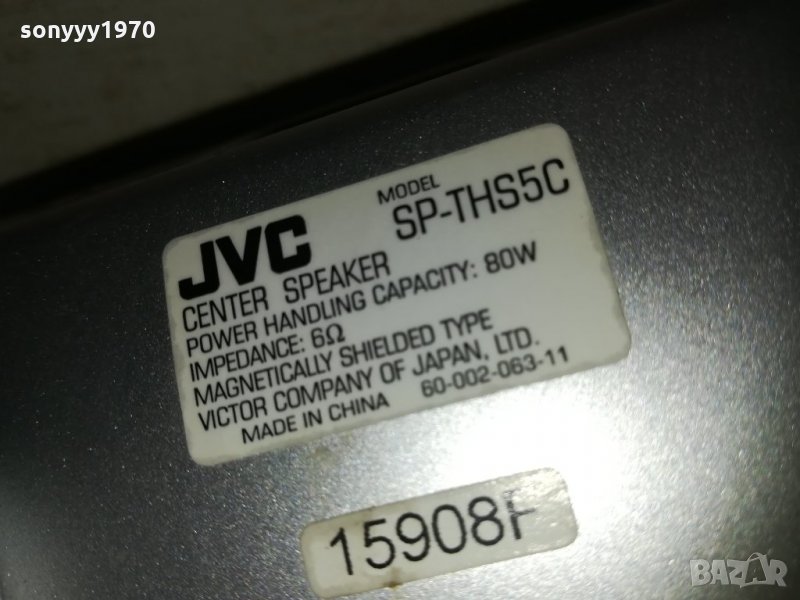 sonyyy1970
JVC
MODEL SP-THS5C
CENTER SPEAKER
POWER HANDLING CAPACITY: 80W
IMPEDANCE: 6Ω
MAGNETICALLY SHIELDED TYPE
VICTOR COMPANY OF JAPAN, LTD.
MADE IN CHINA 60-002-063-11
15908F
BAZAR